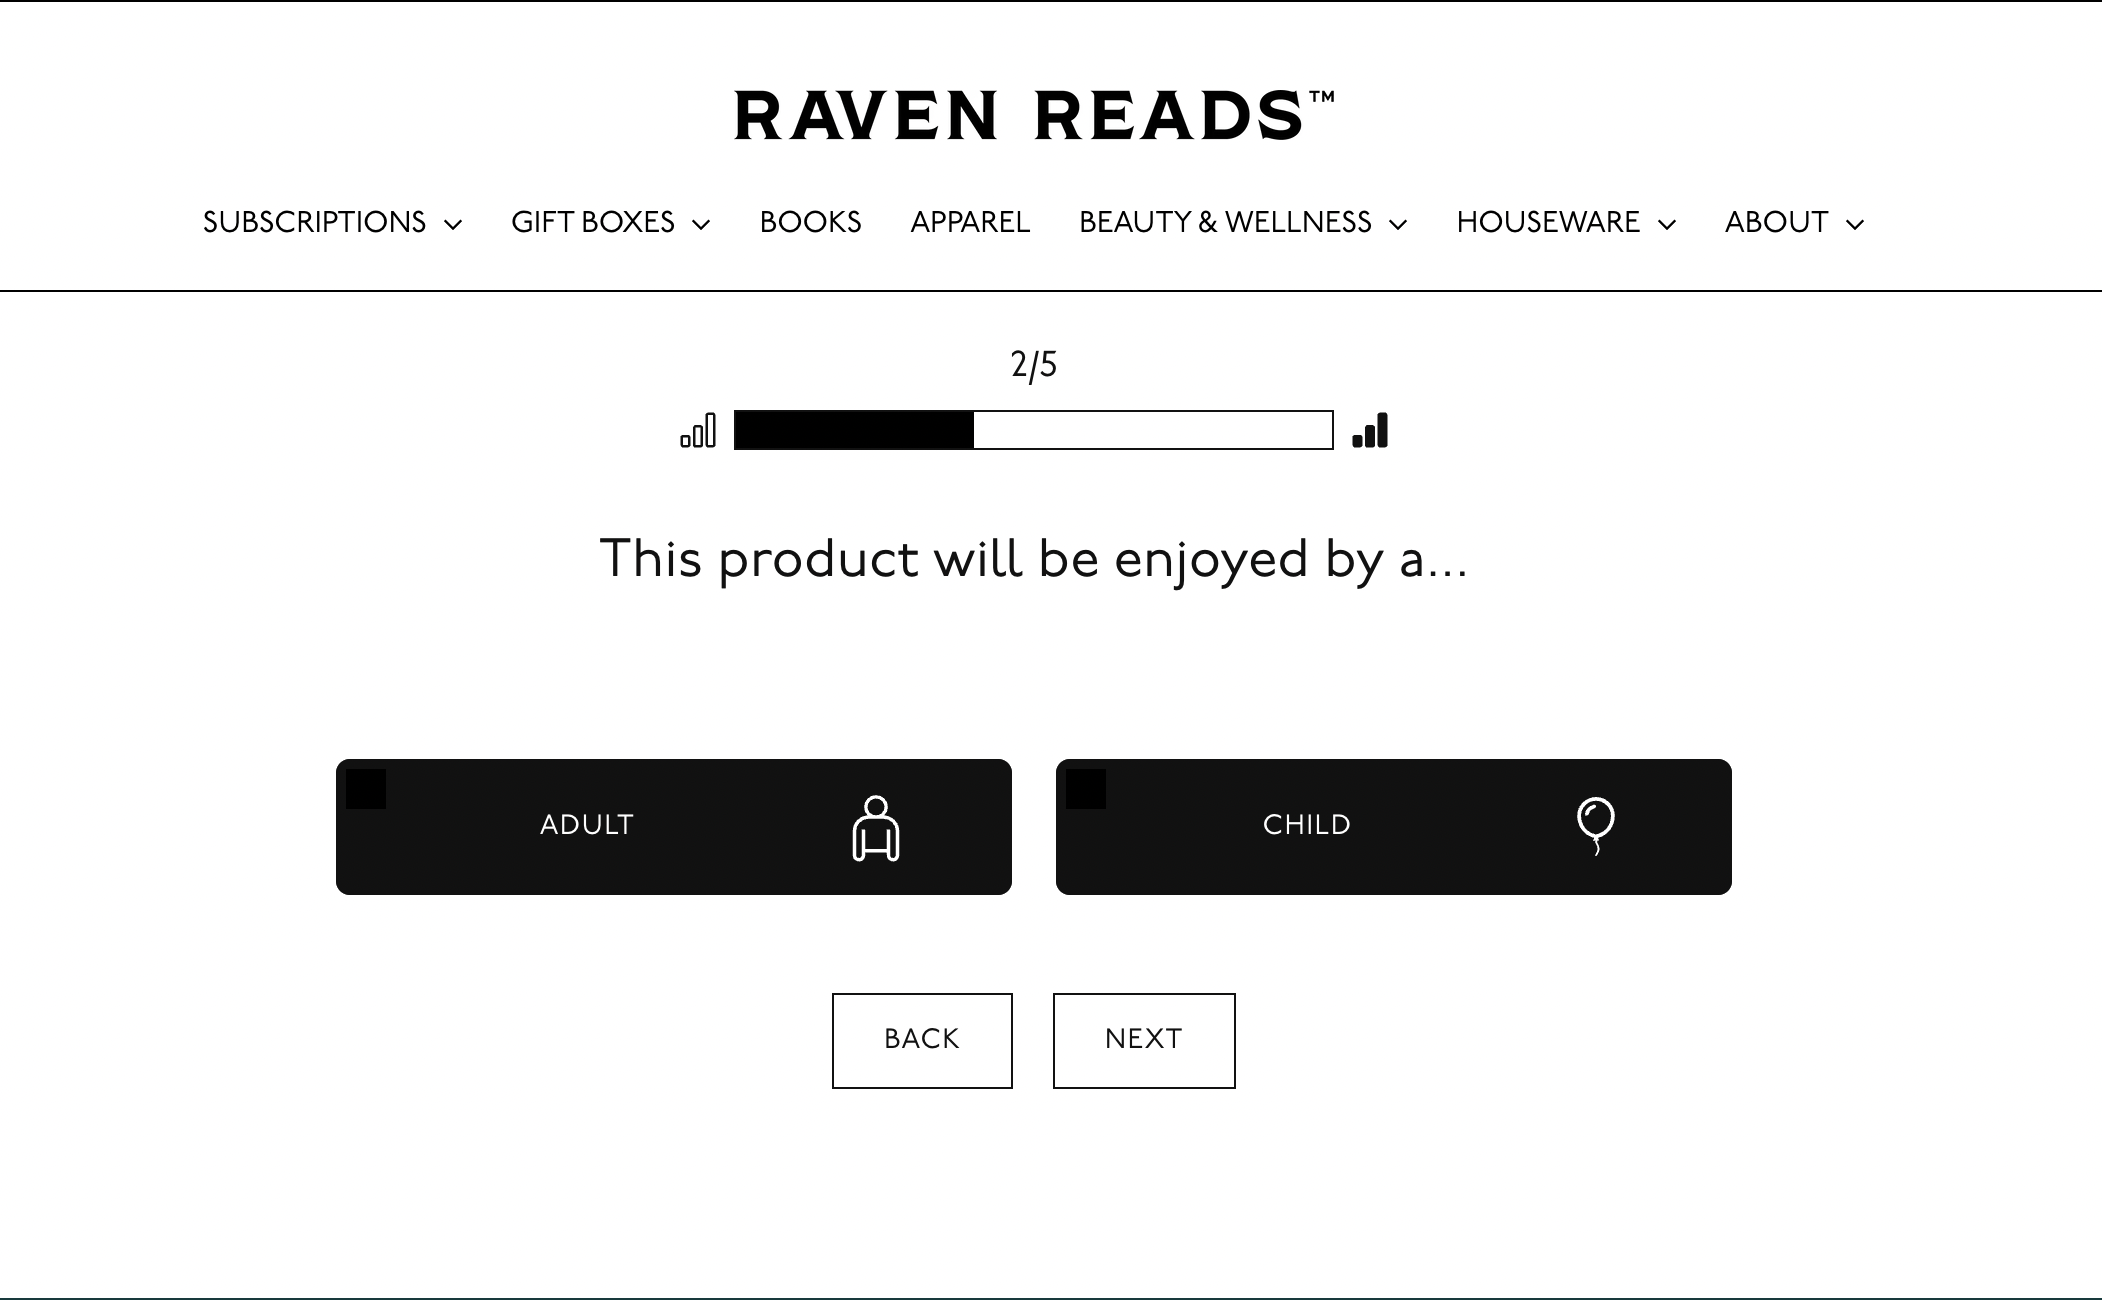 RAVEN READS™
SUBSCRIPTIONS GIFT BOXES BOOKS APPAREL BEAUTY & WELLNESS HOUSEWARE ABOUT
2/5
This product will be enjoyed by a...
ADULT CHILD
BACK NEXT